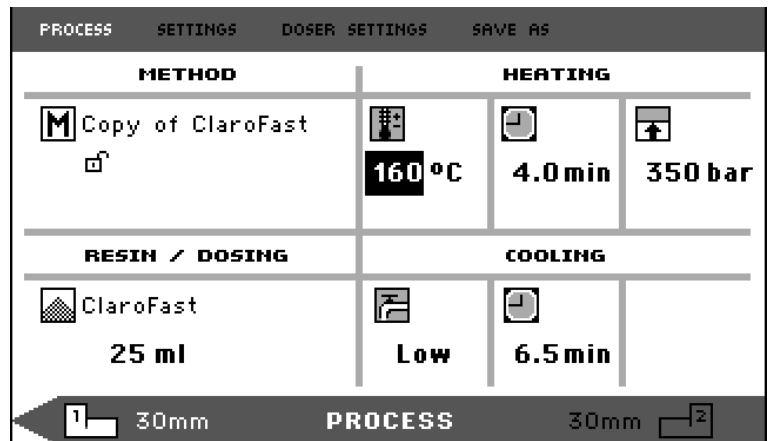 PROCESS SETTINGS DOSER SETTINGS SAVE AS
METHOD HEATING
M Copy of ClaroFast
160 ºC 4.0 min 350 bar
RESIN / DOSING COOLING
ClaroFast
25 ml Low 6.5 min
1 30mm PROCESS 30mm 2